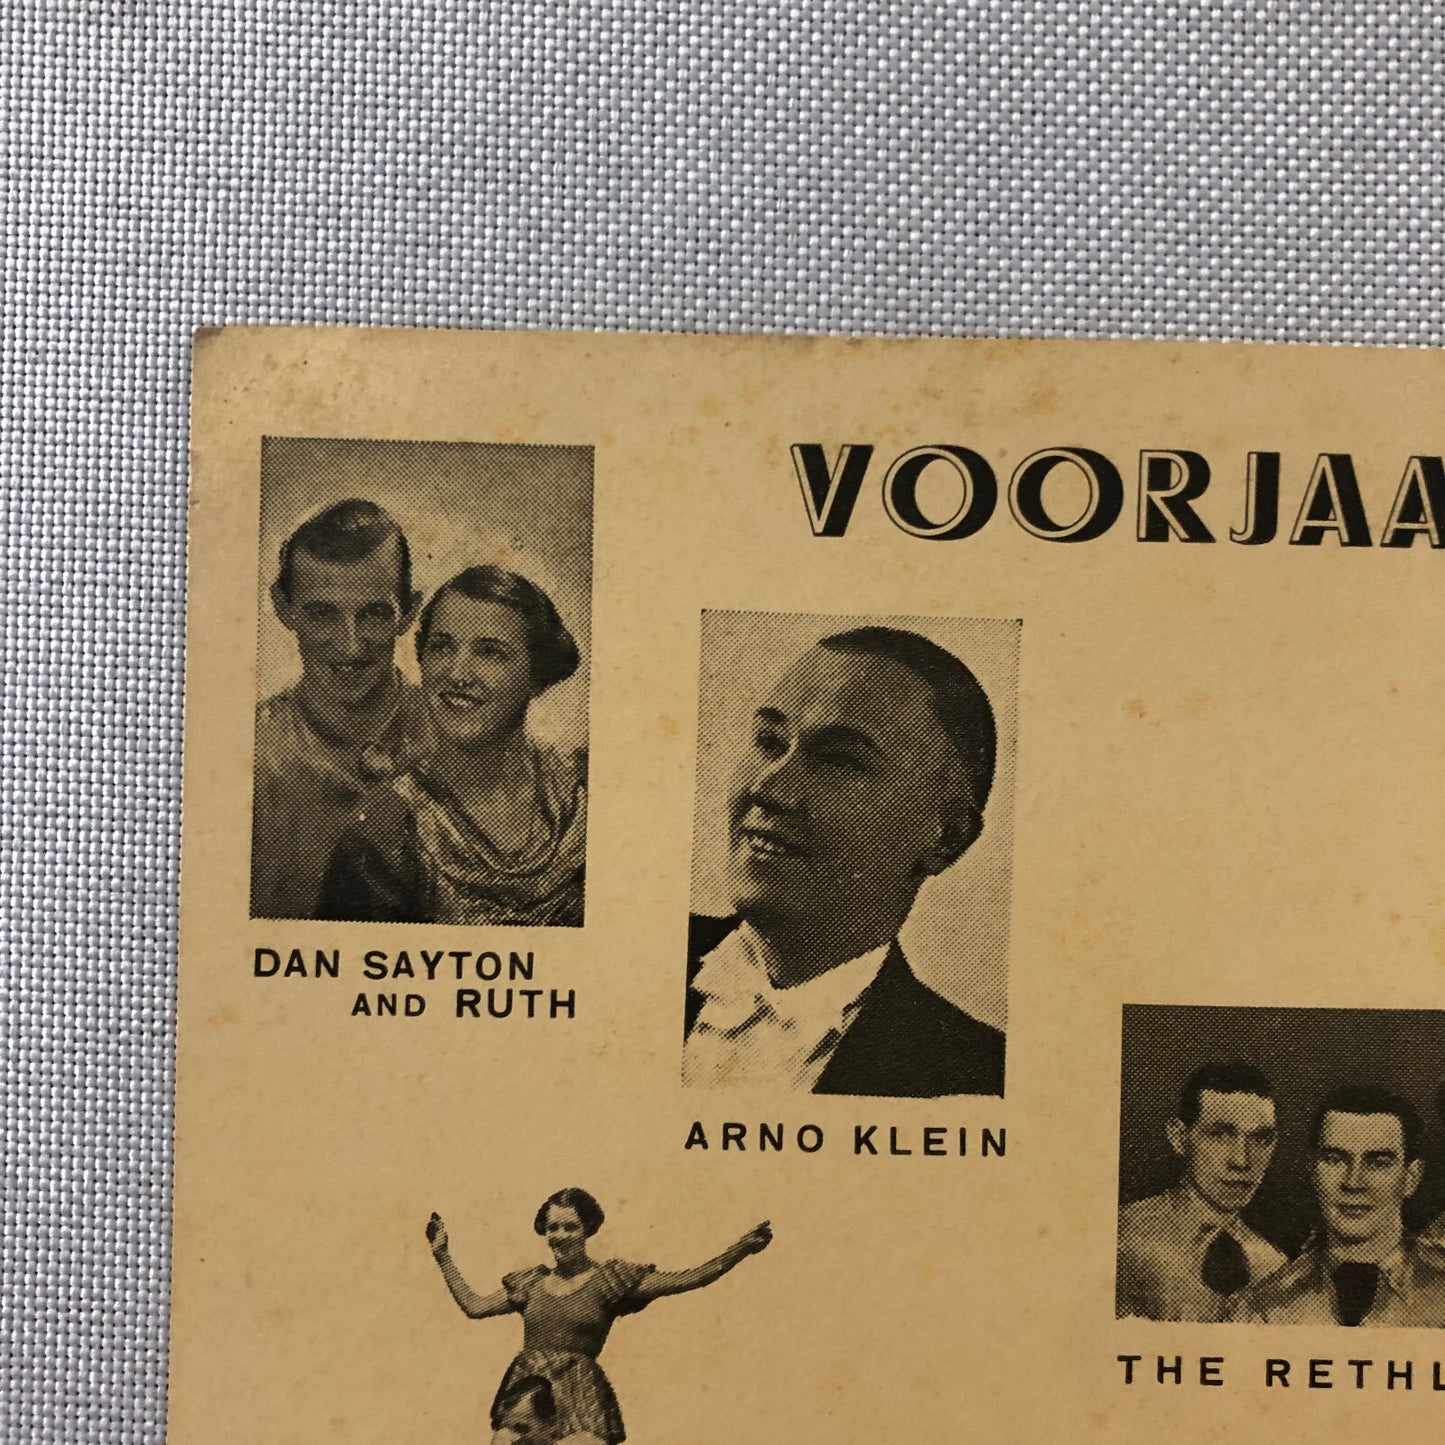 VOORJAA
DAN SAYTON
AND RUTH
ARNO KLEIN
THE RETHL